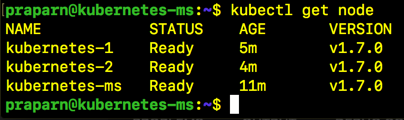 praparn@kubernetes-ms:~$ kubectl get node
NAME STATUS AGE VERSION
kubernetes-1 Ready 5m v1.7.0
kubernetes-2 Ready 4m v1.7.0
kubernetes-ms Ready 11m v1.7.0
praparn@kubernetes-ms:~$